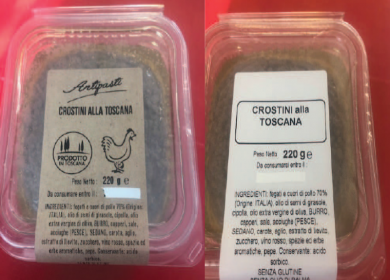 Antipasti
CROSTINI ALLA TOSCANA
PRODOTTO
IN TOSCANA
Peso Netto: 220 g e
Da consumarsi entro il:
INGREDIENTI: fegati e cuori di pollo 70% (Origine:
ITALIA), olio di semi di girasole, cipolla, olio
extra vergine di oliva, BURRO, capperi, sale,
acciughe (PESCE), SEDANO, carota, aglio,
estratto di lievito, zucchero, vino rosso, spezie ed
erbe aromatiche, pepe. Conservante: acido
sorbico.
CROSTINI alla
TOSCANA
Peso Netto: 220 g e
Da consumarsi entro il:
INGREDIENTI: fegati e cuori di pollo 70%
(Origine: ITALIA), olio di semi di girasole,
cipolla, olio extra vergine di oliva, BURRO,
capperi, sale, acciughe [PESCE],
SEDANO, carote, aglio, estratto di lievito,
zucchero, vino rosso, spezie ed erbe
aromatiche, pepe. Conservante: acido
sorbico.
SENZA GLUTINE